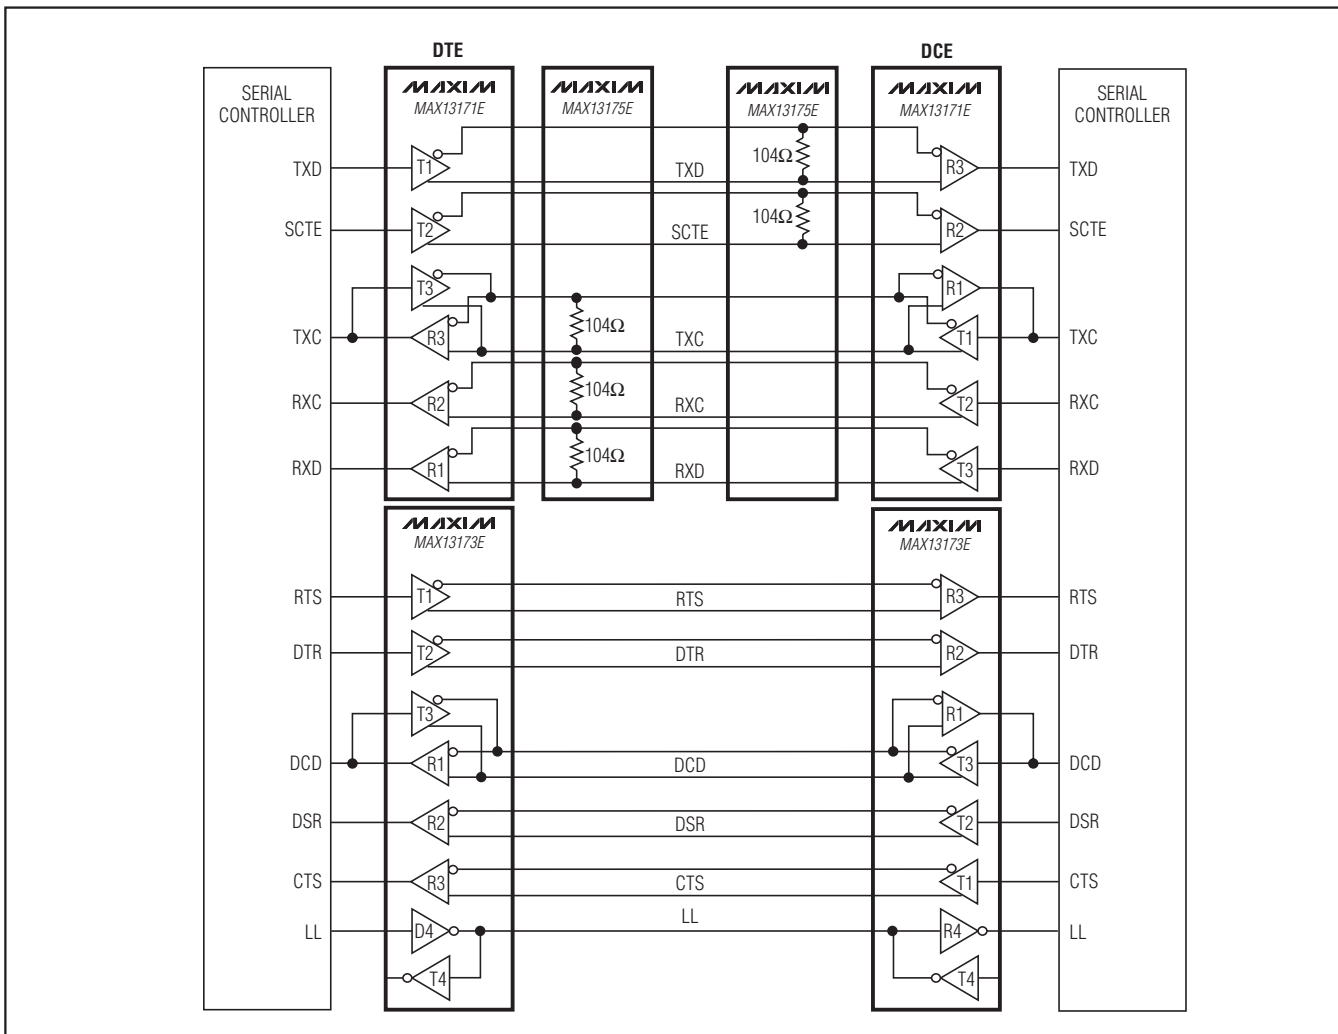 DTE
DCE
SERIAL
CONTROLLER
MAXIM
MAX13171E
MAXIM
MAX13175E
MAXIM
MAX13175E
MAXIM
MAX13171E
SERIAL
CONTROLLER
TXD
T1
TXD
104Ω
R3
TXD
SCTE
T2
SCTE
104Ω
R2
SCTE
T3
R1
TXC
R3
104Ω
TXC
T1
TXC
RXC
R2
104Ω
RXC
T2
RXC
RXD
R1
104Ω
RXD
T3
RXD
MAXIM
MAX13173E
MAXIM
MAX13173E
RTS
T1
RTS
R3
RTS
DTR
T2
DTR
R2
DTR
T3
R1
DCD
R1
DCD
T3
DCD
DSR
R2
DSR
T2
DSR
CTS
R3
CTS
T1
CTS
LL
D4
LL
R4
LL
T4
T4